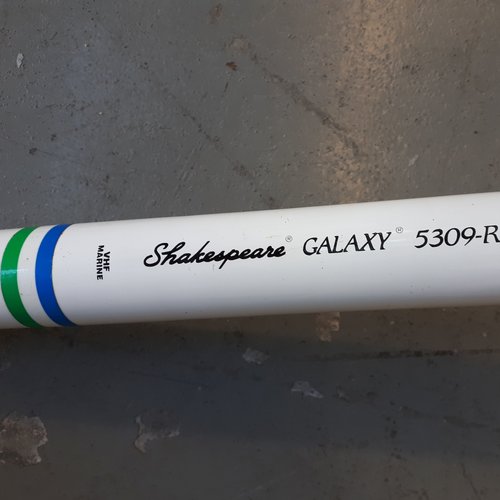 VHF
MARINE
Shakespeare® GALAXY® 5309-R